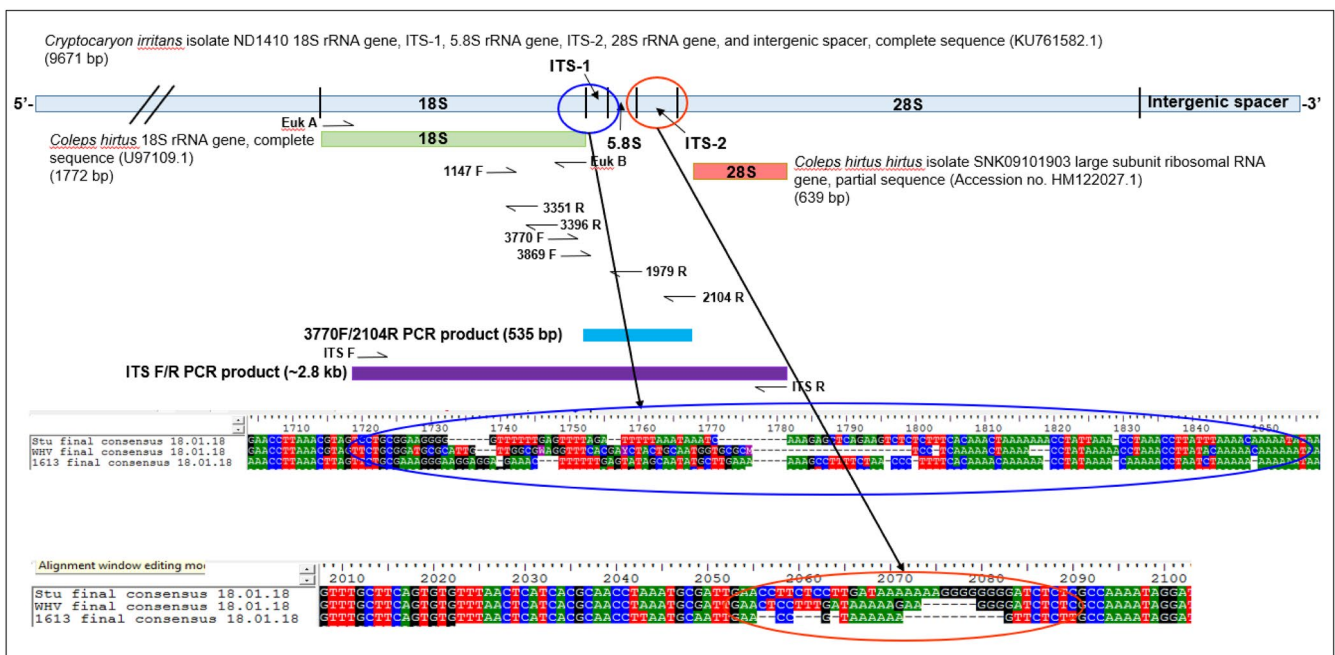 Cryptocaryon irritans isolate ND1410 18S rRNA gene, ITS-1, 5.8S rRNA gene, ITS-2, 28S rRNA gene, and intergenic spacer, complete sequence (KU761582.1)
(9671 bp)
ITS-1
5'-
18S
28S
Intergenic spacer
-3'
Euk A
Coleps hirtus 18S rRNA gene, complete
sequence (U97109.1)
(1772 bp)
18S
5.8S
ITS-2
Euk B
1147 F
28S
Coleps hirtus hirtus isolate SNK09101903 large subunit ribosomal RNA
gene, partial sequence (Accession no. HM122027.1)
(639 bp)
3351 R
3396 R
3770 F
3869 F
1979 R
2104 R
3770F/2104R PCR product (535 bp)
ITS F
ITS F/R PCR product (~2.8 kb)
ITS R
1710 1720 1730 1740 1750 1760 1770 1780 1790 1800 1810 1820 1830 1840 1850
Stu final consensus 18.01.18
WHV final consensus 18.01.18
1613 final consensus 18.01.18
Alignment window editing mo
2010 2020 2030 2040 2050 2060 2070 2080 2090 2100
Stu final consensus 18.01.18
WHV final consensus 18.01.18
1613 final consensus 18.01.18